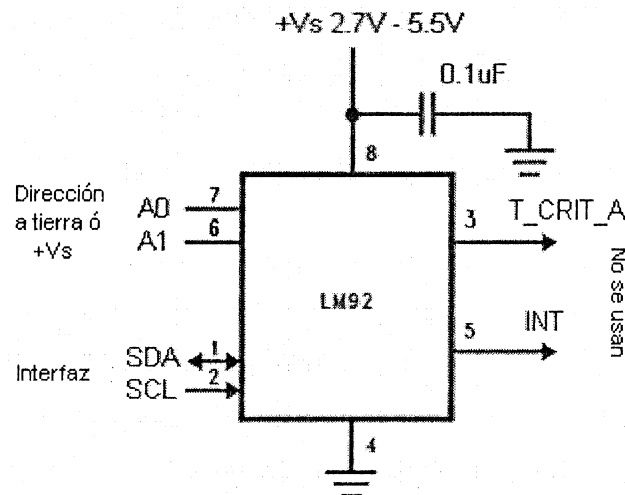 +Vs 2.7V - 5.5V
0.1uF
8
Dirección
a tierra ó
+Vs
A0 7
A1 6
3 T_CRIT_A
LM92
No se usan
5 INT
Interfaz
SDA 1
SCL 2
4